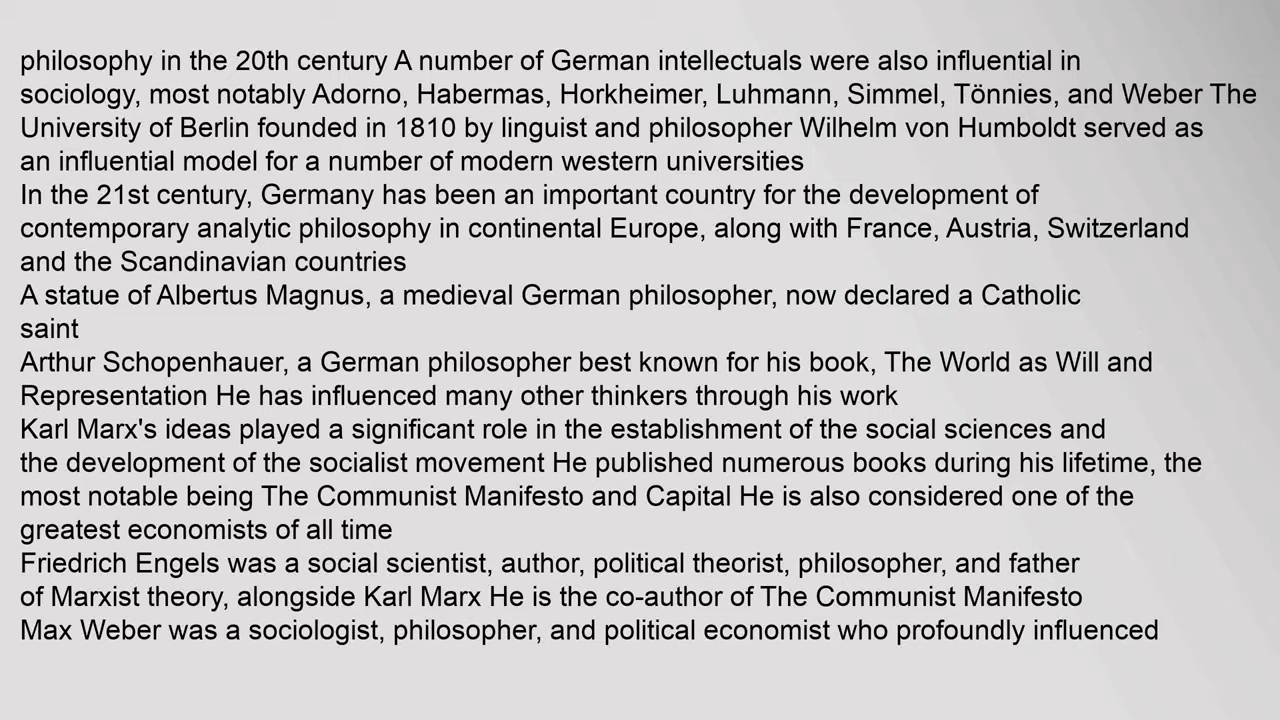 philosophy in the 20th century A number of German intellectuals were also influential in
sociology, most notably Adorno, Habermas, Horkheimer, Luhmann, Simmel, Tönnies, and Weber The
University of Berlin founded in 1810 by linguist and philosopher Wilhelm von Humboldt served as
an influential model for a number of modern western universities
In the 21st century, Germany has been an important country for the development of
contemporary analytic philosophy in continental Europe, along with France, Austria, Switzerland
and the Scandinavian countries
A statue of Albertus Magnus, a medieval German philosopher, now declared a Catholic
saint
Arthur Schopenhauer, a German philosopher best known for his book, The World as Will and
Representation He has influenced many other thinkers through his work
Karl Marx's ideas played a significant role in the establishment of the social sciences and
the development of the socialist movement He published numerous books during his lifetime, the
most notable being The Communist Manifesto and Capital He is also considered one of the
greatest economists of all time
Friedrich Engels was a social scientist, author, political theorist, philosopher, and father
of Marxist theory, alongside Karl Marx He is the co-author of The Communist Manifesto
Max Weber was a sociologist, philosopher, and political economist who profoundly influenced